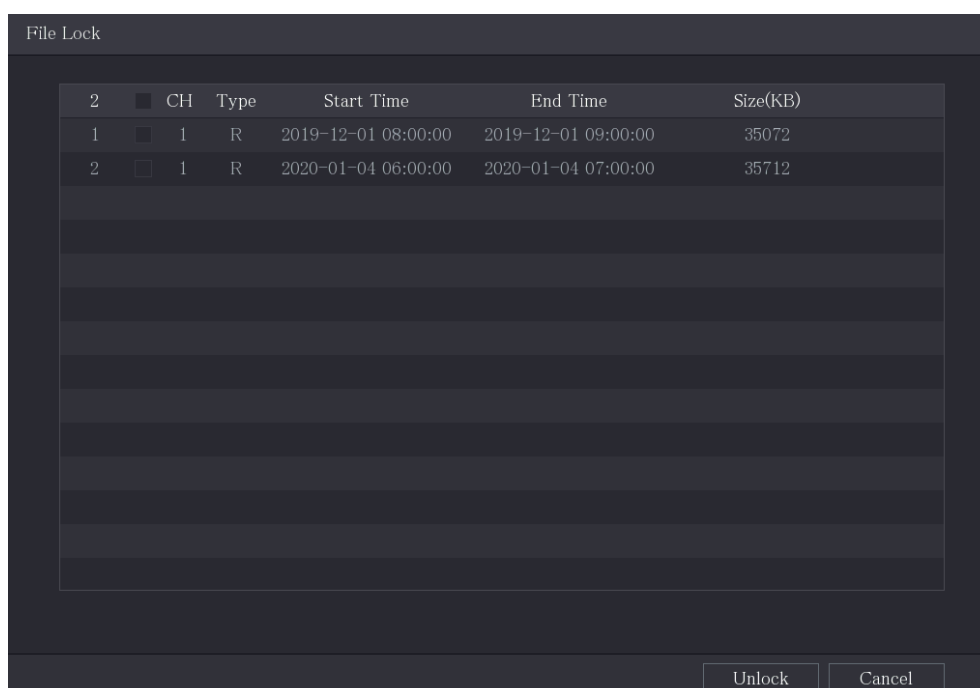 File Lock
2 CH Type Start Time End Time Size(KB)
1 1 R 2019-12-01 08:00:00 2019-12-01 09:00:00 35072
2 1 R 2020-01-04 06:00:00 2020-01-04 07:00:00 35712
Unlock Cancel